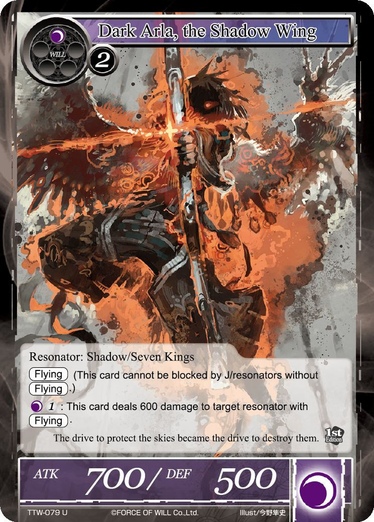 Dark Arla, the Shadow Wing
WILL
2
Resonator: Shadow/Seven Kings
Flying (This card cannot be blocked by J/resonators without
Flying.)
1 : This card deals 600 damage to target resonator with
Flying.
The drive to protect the skies became the drive to destroy them.
1st
Edition
ATK 700/ DEF 500
TTW-079 U ©FORCE OF WILL Co.,Ltd. Illust/今野隼史